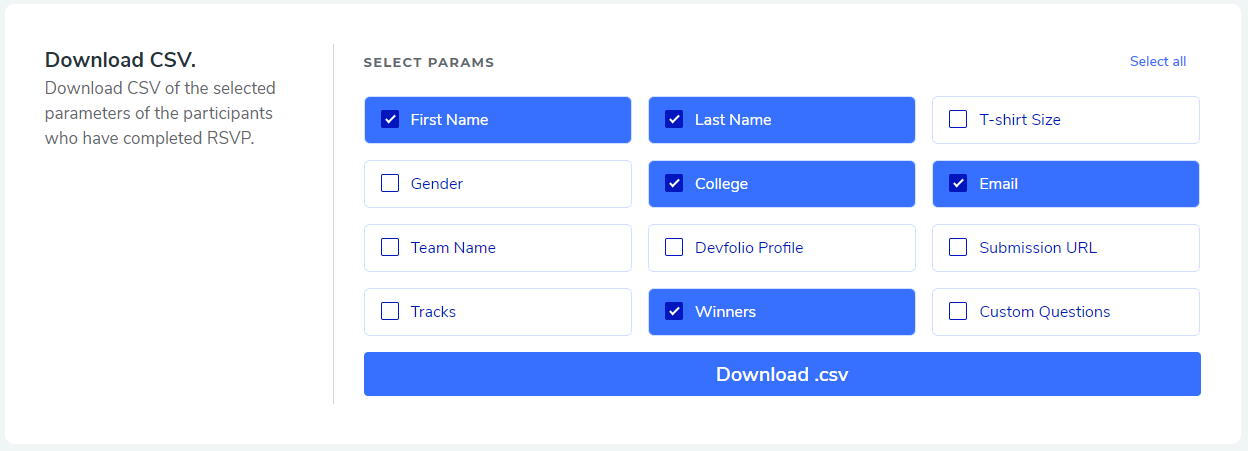 Download CSV.
Download CSV of the selected
parameters of the participants
who have completed RSVP.
SELECT PARAMS
Select all
First Name
Last Name
T-shirt Size
Gender
College
Email
Team Name
Devfolio Profile
Submission URL
Tracks
Winners
Custom Questions
Download .csv